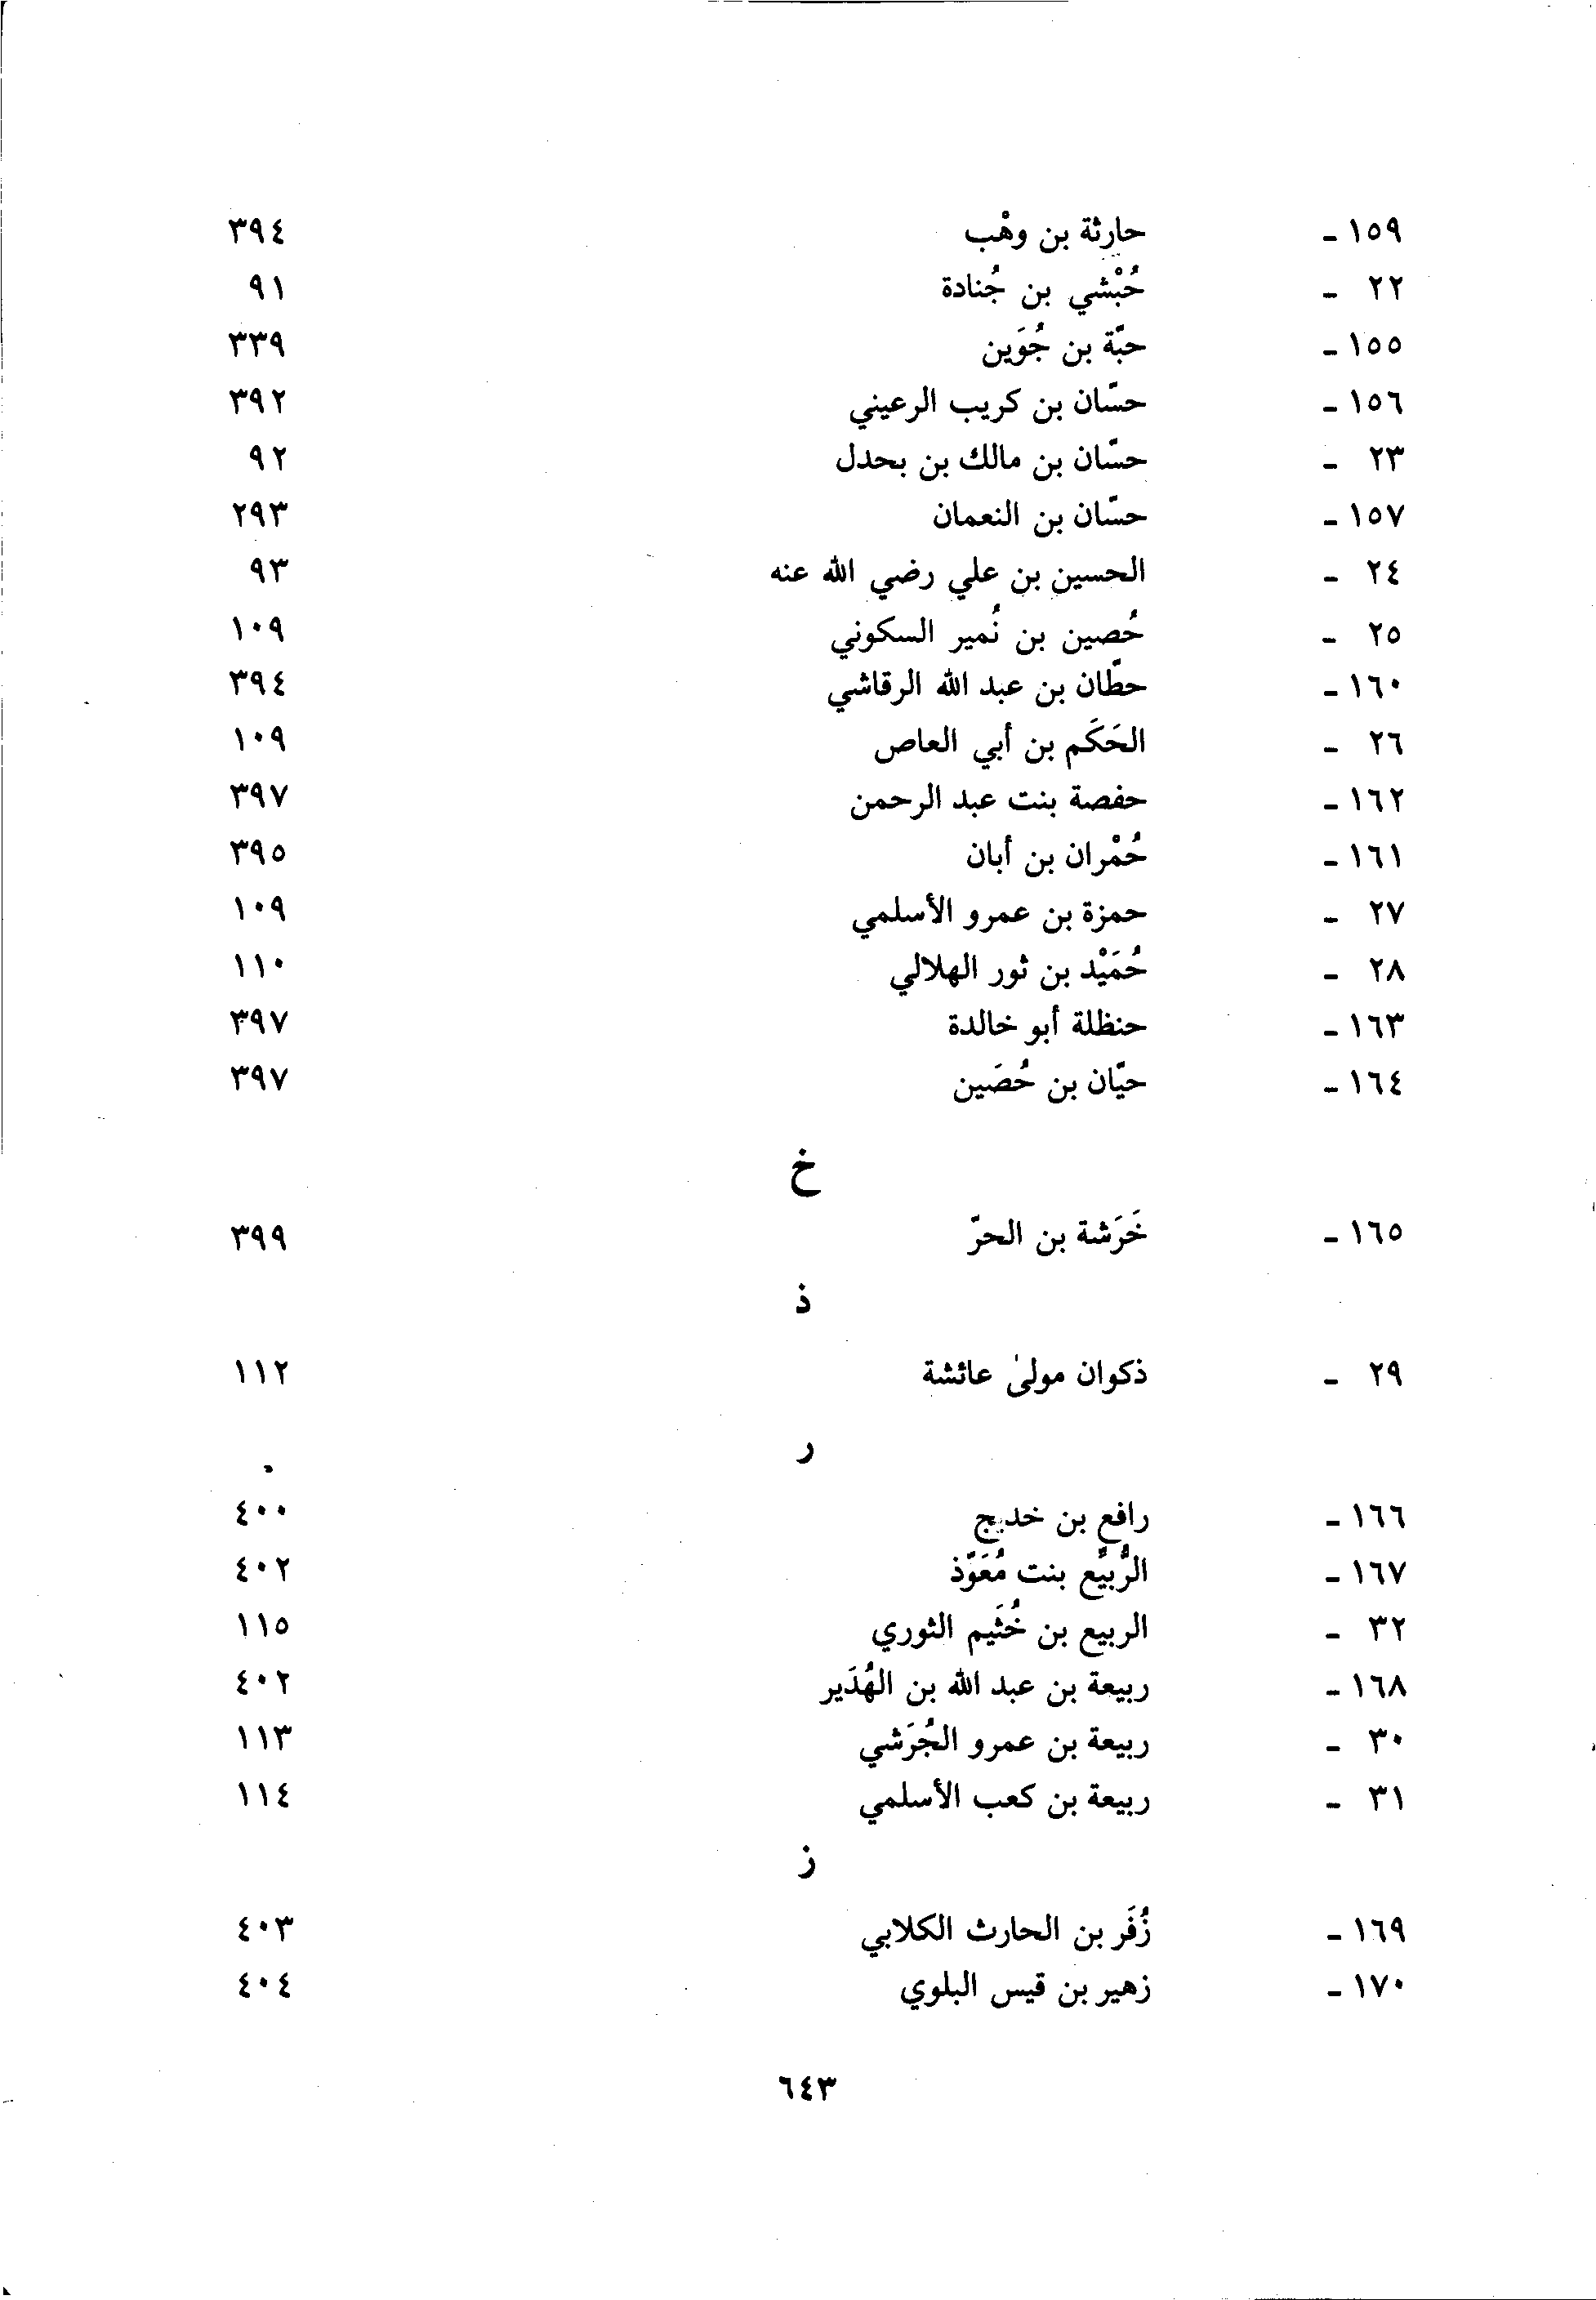 ١٥٩ - حارثة بن وهْب ٣٩٤
٢٢ - حُبْشي بن جُنادة ٩١
١٥٥ - حبّة بن جُوَين ٣٣٩
١٥٦ - حسّان بن كريب الرعيني ٣٩٢
٢٣ - حسّان بن مالك بن بحدل ٩٢
١٥٧ - حسّان بن النعمان ٢٩٣
٢٤ - الحسين بن علي رضي الله عنه ٩٣
٢٥ - حُصين بن نُمير السكوني ١٠٩
١٦٠ - حطّان بن عبد الله الرقاشي ٣٩٤
٢٦ - الحَكَم بن أبي العاص ١٠٩
١٦٢ - حفصة بنت عبد الرحمن ٣٩٧
١٦١ - حُمْران بن أبان ٣٩٥
٢٧ - حمزة بن عمرو الأسلمي ١٠٩
٢٨ - حُمَيْد بن ثور الهلالي ١١٠
١٦٣ - حنظلة أبو خالدة ٣٩٧
١٦٤ - حيّان بن حُصَين ٣٩٧
خ
١٦٥ - خَرَشة بن الحرّ ٣٩٩
ذ
٢٩ - ذكوان مولىٰ عائشة ١١٢
ر
١٦٦ - رافع بن خديج ٤٠٠
١٦٧ - الرُّبيِّع بنت مُعَوّذ ٤٠٢
٣٢ - الربيع بن خُثَيم الثوري ١١٥
١٦٨ - ربيعة بن عبد الله بن الهُدَير ٤٠٢
٣٠ - ربيعة بن عمرو الجُرَشي ١١٣
٣١ - ربيعة بن كعب الأسلمي ١١٤
ز
١٦٩ - زُفَر بن الحارث الكلابي ٤٠٣
١٧٠ - زهير بن قيس البلوي ٤٠٤
٦٤٣